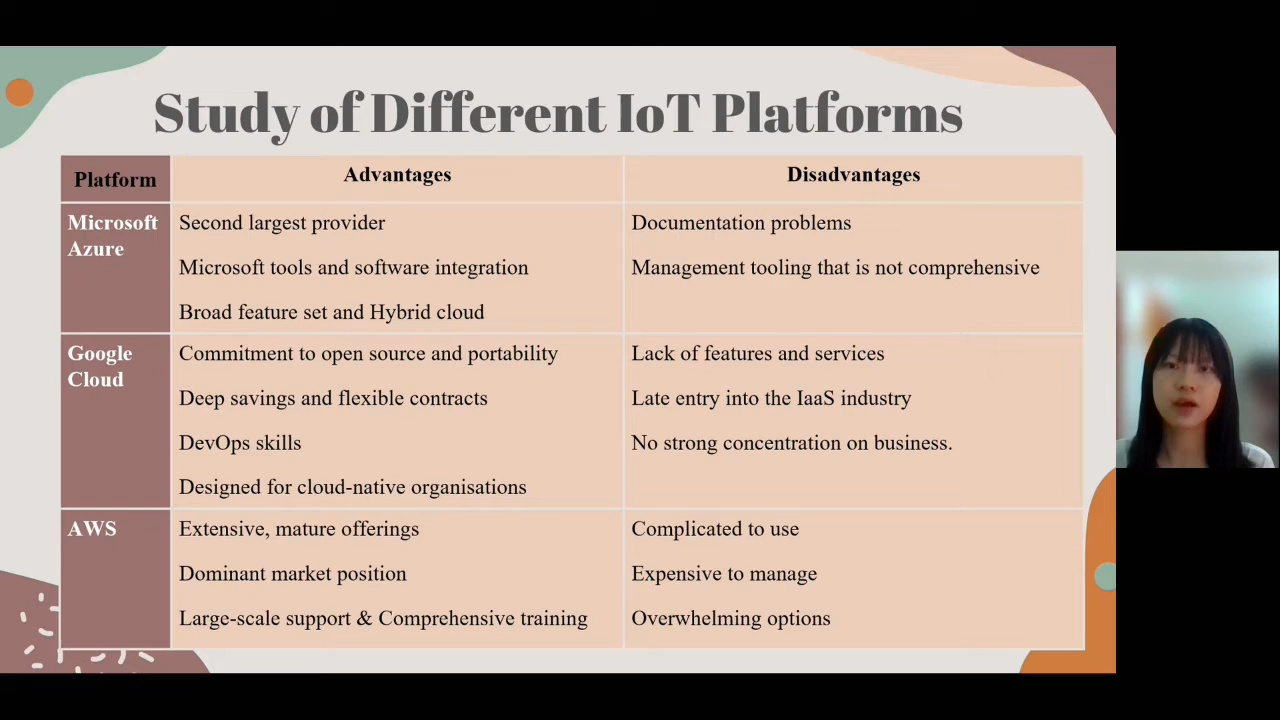 Study of Different IoT Platforms
Platform
Advantages
Disadvantages
Microsoft
Azure
Second largest provider
Microsoft tools and software integration
Broad feature set and Hybrid cloud
Documentation problems
Management tooling that is not comprehensive
Google
Cloud
Commitment to open source and portability
Deep savings and flexible contracts
DevOps skills
Designed for cloud-native organisations
Lack of features and services
Late entry into the IaaS industry
No strong concentration on business.
AWS
Extensive, mature offerings
Dominant market position
Large-scale support & Comprehensive training
Complicated to use
Expensive to manage
Overwhelming options